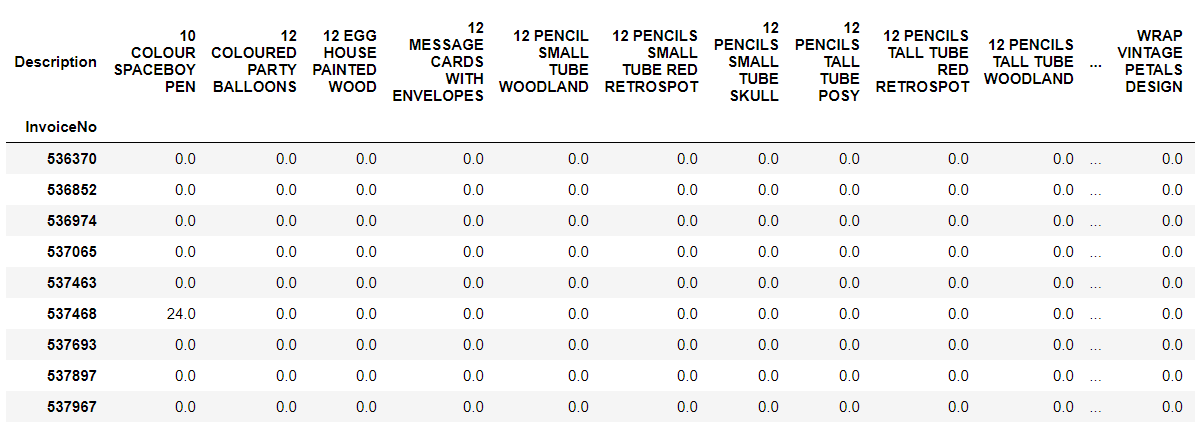 Description 10 COLOUR SPACEBOY PEN 12 COLOURED PARTY BALLOONS 12 EGG HOUSE PAINTED WOOD 12 MESSAGE CARDS WITH ENVELOPES 12 PENCIL SMALL TUBE WOODLAND 12 PENCILS SMALL TUBE RED RETROSPOT 12 PENCILS SMALL TUBE SKULL 12 PENCILS TALL TUBE POSY 12 PENCILS TALL TUBE RED RETROSPOT 12 PENCILS TALL TUBE WOODLAND ... WRAP VINTAGE PETALS DESIGN
InvoiceNo
536370 0.0 0.0 0.0 0.0 0.0 0.0 0.0 0.0 0.0 0.0 ... 0.0
536852 0.0 0.0 0.0 0.0 0.0 0.0 0.0 0.0 0.0 0.0 ... 0.0
536974 0.0 0.0 0.0 0.0 0.0 0.0 0.0 0.0 0.0 0.0 ... 0.0
537065 0.0 0.0 0.0 0.0 0.0 0.0 0.0 0.0 0.0 0.0 ... 0.0
537463 0.0 0.0 0.0 0.0 0.0 0.0 0.0 0.0 0.0 0.0 ... 0.0
537468 24.0 0.0 0.0 0.0 0.0 0.0 0.0 0.0 0.0 0.0 ... 0.0
537693 0.0 0.0 0.0 0.0 0.0 0.0 0.0 0.0 0.0 0.0 ... 0.0
537897 0.0 0.0 0.0 0.0 0.0 0.0 0.0 0.0 0.0 0.0 ... 0.0
537967 0.0 0.0 0.0 0.0 0.0 0.0 0.0 0.0 0.0 0.0 ... 0.0